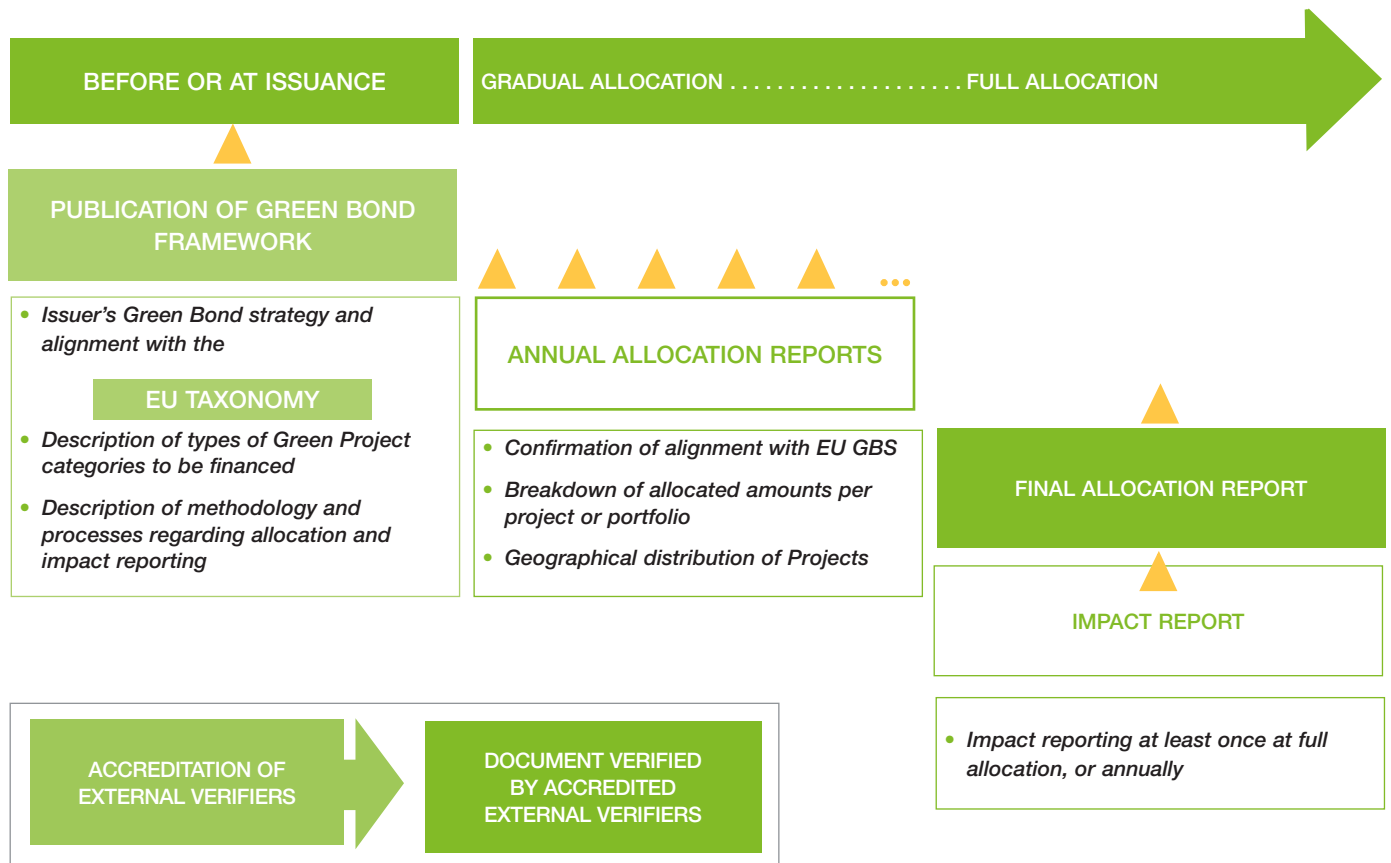 BEFORE OR AT ISSUANCE
GRADUAL ALLOCATION . . . . . . . . . . . . . . . . . . . . FULL ALLOCATION
PUBLICATION OF GREEN BOND
FRAMEWORK
• Issuer's Green Bond strategy and
alignment with the
EU TAXONOMY
• Description of types of Green Project
categories to be financed
• Description of methodology and
processes regarding allocation and
impact reporting
...
ANNUAL ALLOCATION REPORTS
• Confirmation of alignment with EU GBS
• Breakdown of allocated amounts per
project or portfolio
• Geographical distribution of Projects
FINAL ALLOCATION REPORT
IMPACT REPORT
• Impact reporting at least once at full
allocation, or annually
ACCREDITATION OF
EXTERNAL VERIFIERS
DOCUMENT VERIFIED
BY ACCREDITED
EXTERNAL VERIFIERS